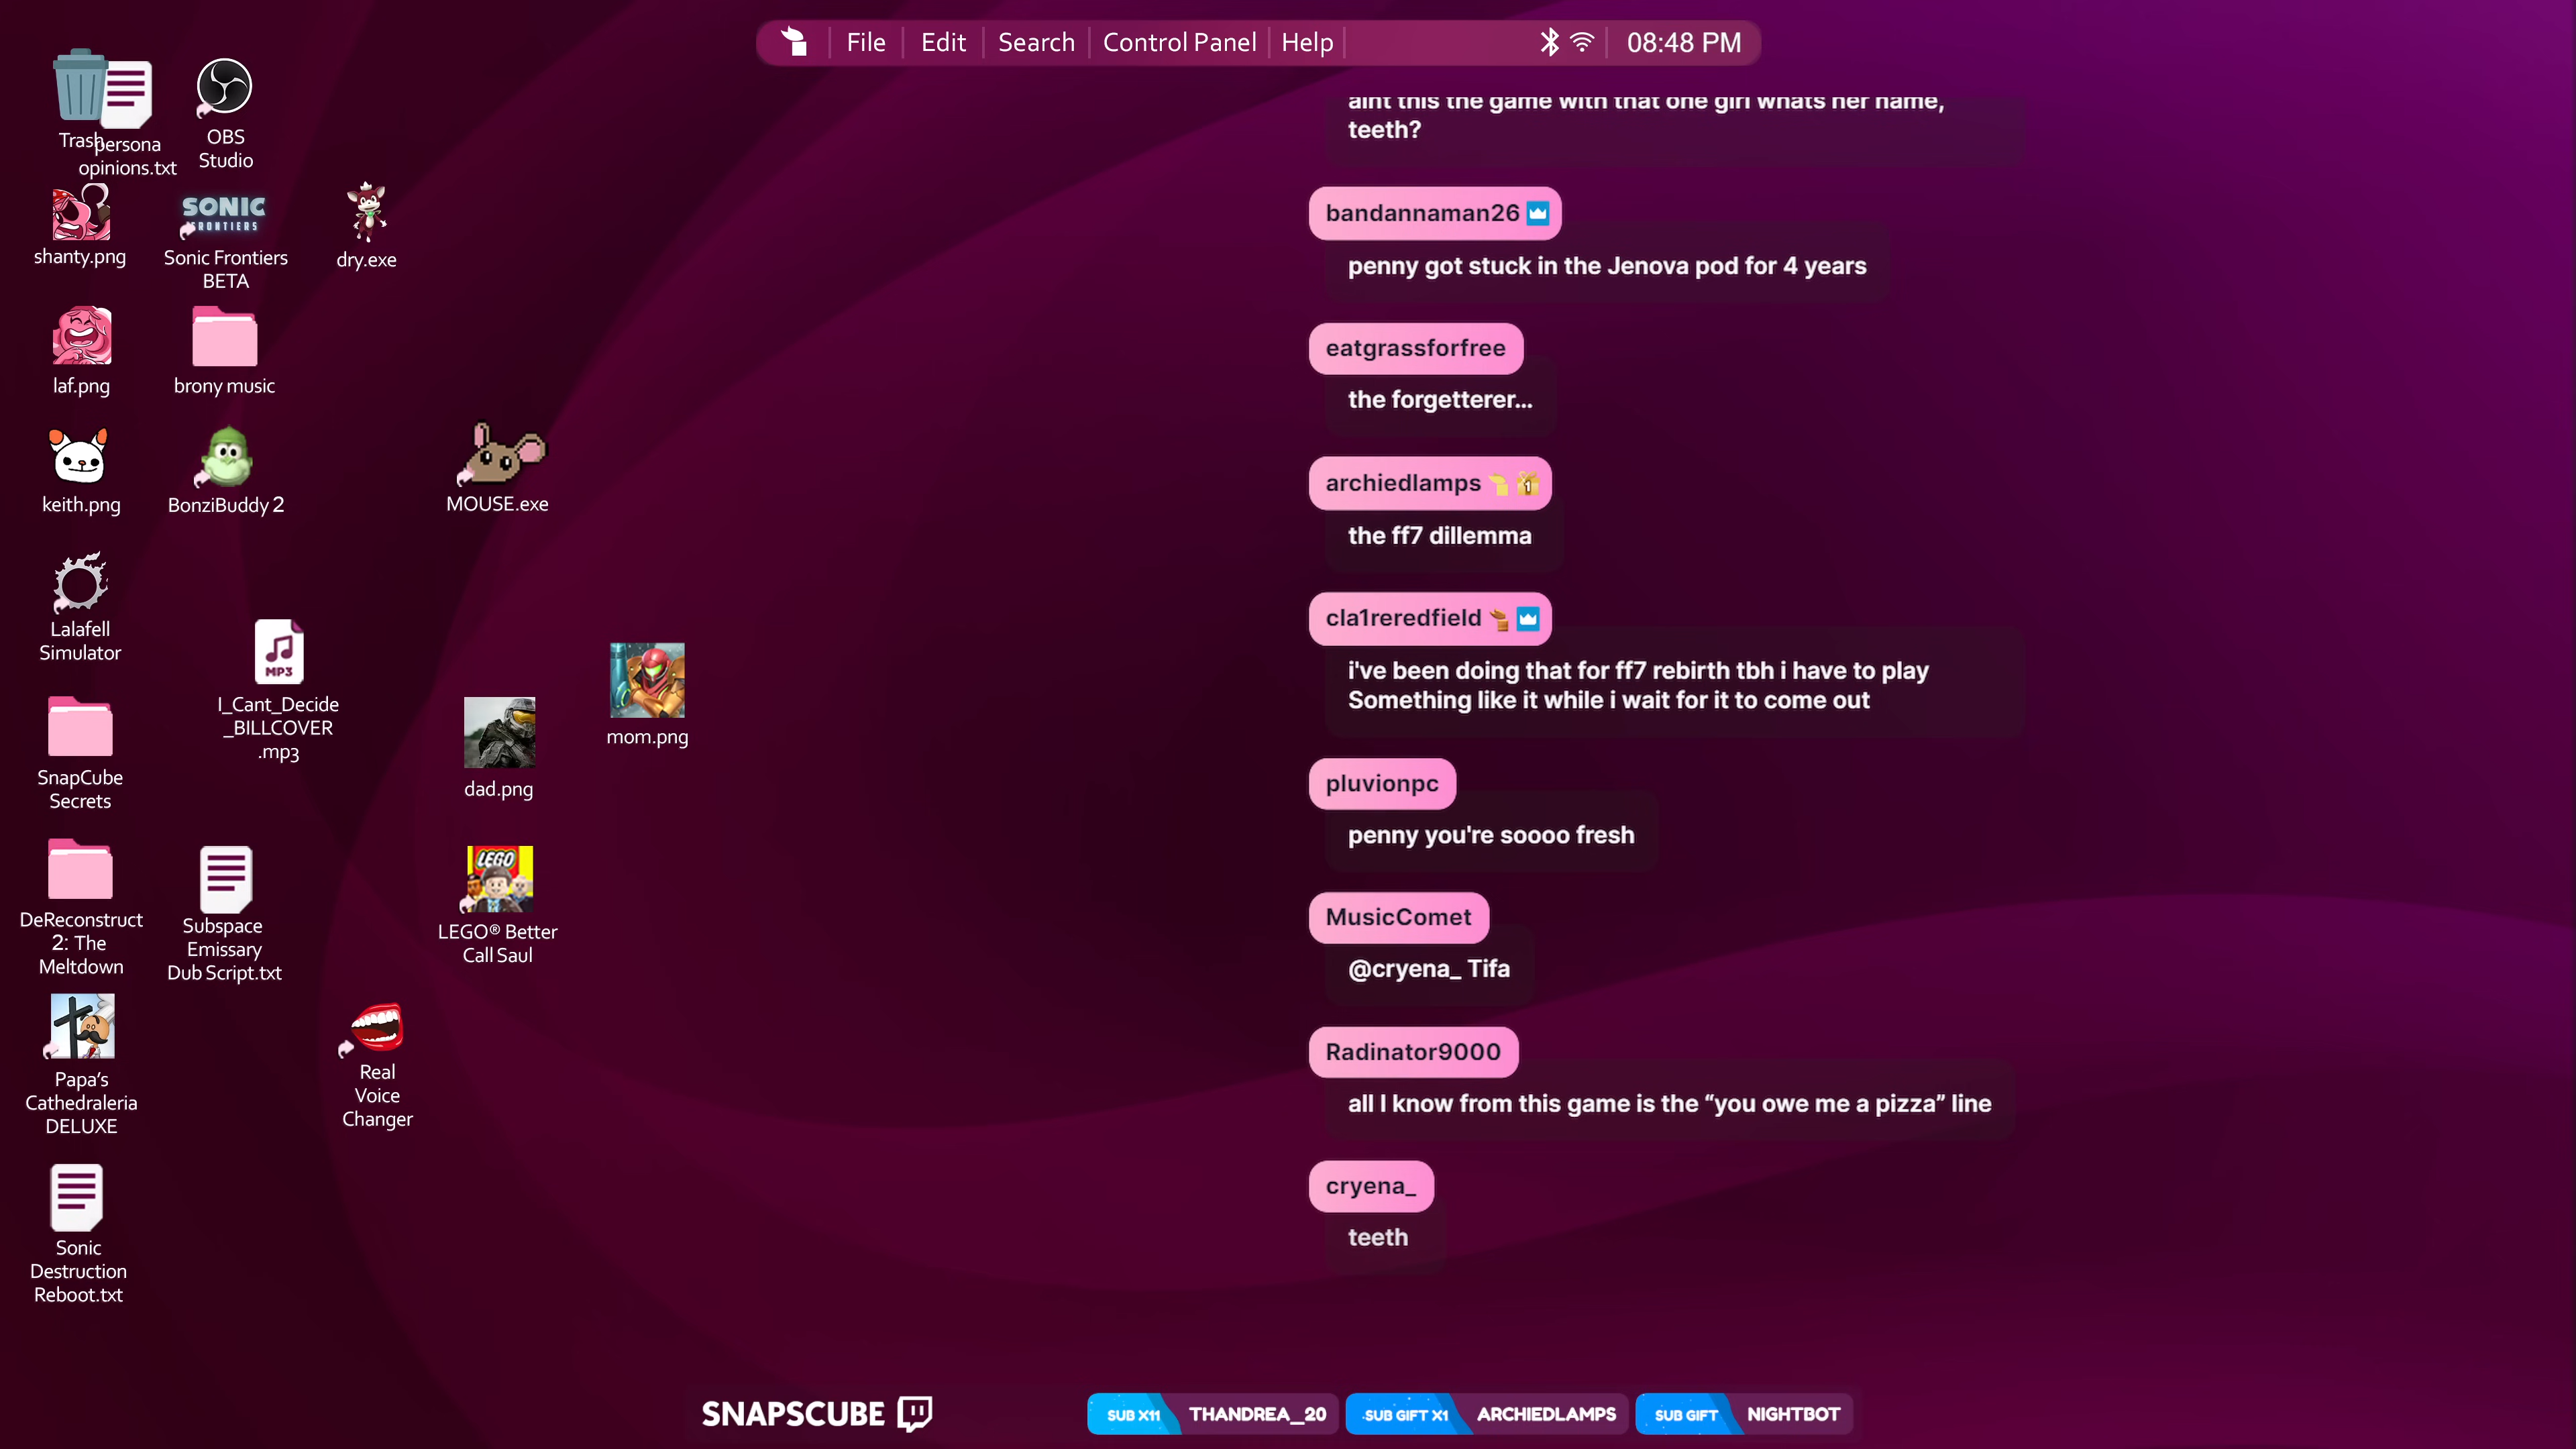 File
Edit
Search
Control Panel
Help
08:48 PM
Trash
persona
opinions.txt
OBS
Studio
shanty.png
SONIC
FRONTIERS
Sonic Frontiers
BETA
dry.exe
laf.png
brony music
keith.png
BonziBuddy 2
MOUSE.exe
Lalafell
Simulator
MP3
I_Cant_Decide
_BILLCOVER
.mp3
mom.png
dad.png
SnapCube
Secrets
DeReconstruct
2: The
Meltdown
Subspace
Emissary
Dub Script.txt
LEGO
LEGO® Better
Call Saul
Papa's
Cathedraleria
DELUXE
Real
Voice
Changer
Sonic
Destruction
Reboot.txt
aint this the game with that one girl whats her name,
teeth?
bandannaman26
penny got stuck in the Jenova pod for 4 years
eatgrassforfree
the forgetterer...
archiedlamps 1
the ff7 dillemma
cla1reredfield
i've been doing that for ff7 rebirth tbh i have to play
Something like it while i wait for it to come out
pluvionpc
penny you're soooo fresh
MusicComet
@cryena_ Tifa
Radinator9000
all I know from this game is the “you owe me a pizza” line
cryena_
teeth
SNAPSCUBE
SUB X11 THANDREA_20
SUB GIFT X1 ARCHIEDLAMPS
SUB GIFT NIGHTBOT